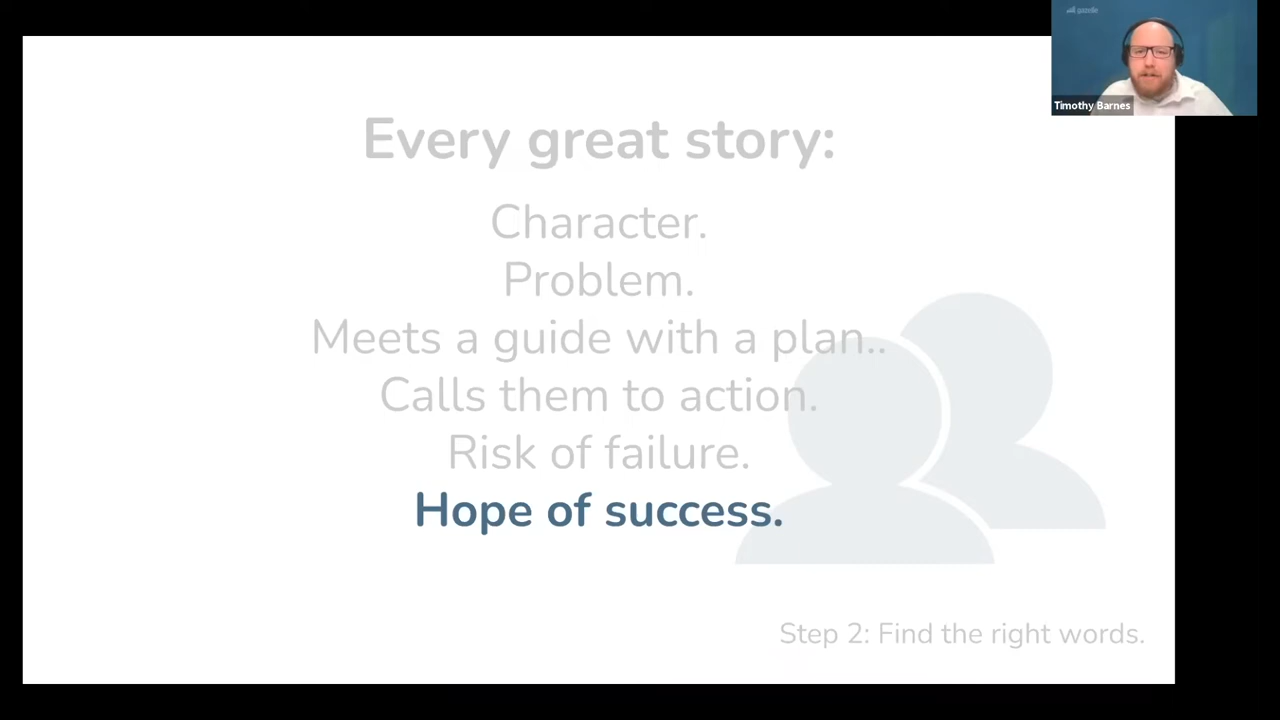 gazelle
Timothy Barnes
Every great story:
Character.
Problem.
Meets a guide with a plan..
Calls them to action.
Risk of failure.
Hope of success.
Step 2: Find the right words.